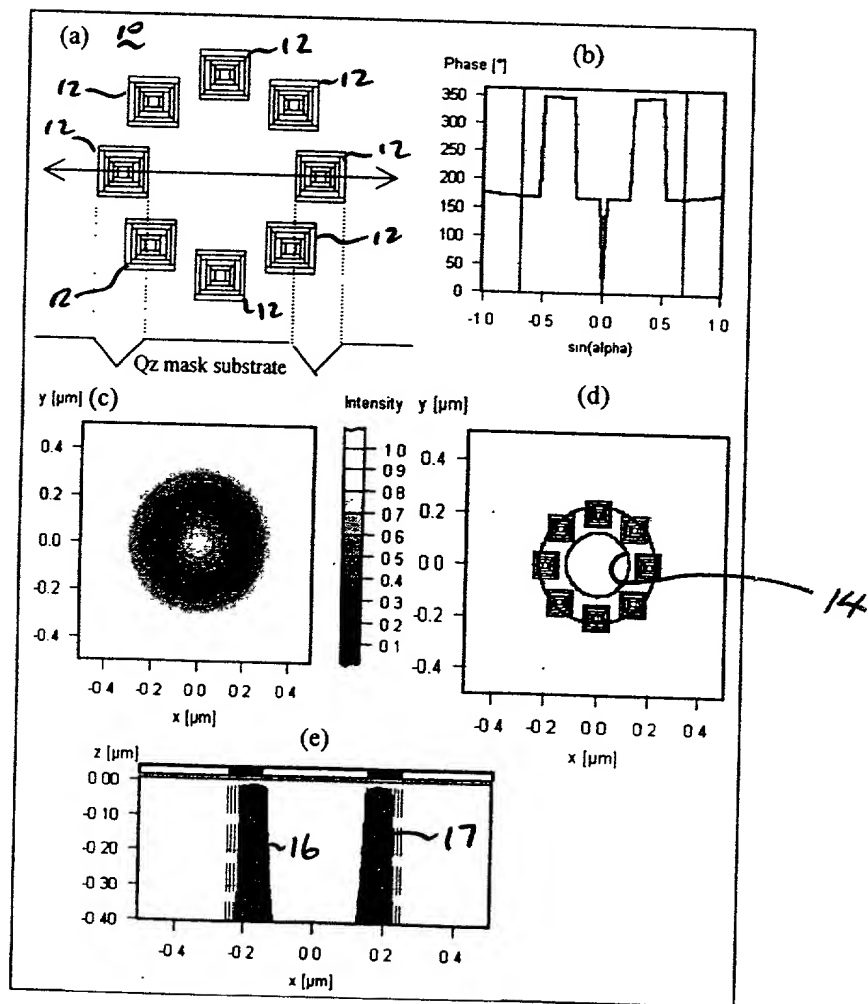 (a) 10
12
12
12
12
12
12
12
12
Qz mask substrate
(b)
Phase [°]
350
300
250
200
150
100
50
0
-1 0 -0.5 0.0 0 5 1.0
sin(alpha)
(c)
y [µm]
0.4
0.2
0.0
-0.2
-0.4
-0 4 -0 2 0 0 0 2 0 4
x [µm]
Intensity
1 0
0 9
0 8
0 7
0 6
0 5
0 4
0 3
0 2
0 1
(d)
y [µm]
0.4
0.2
0.0
-0.2
-0.4
-0 4 -0 2 0 0 0 2 0 4
x [µm]
14
(e)
z [µm]
0 00
-0 10
-0 20
-0 30
-0 40
16
17
-0 4 -0 2 0 0 0 2 0 4
x [µm]